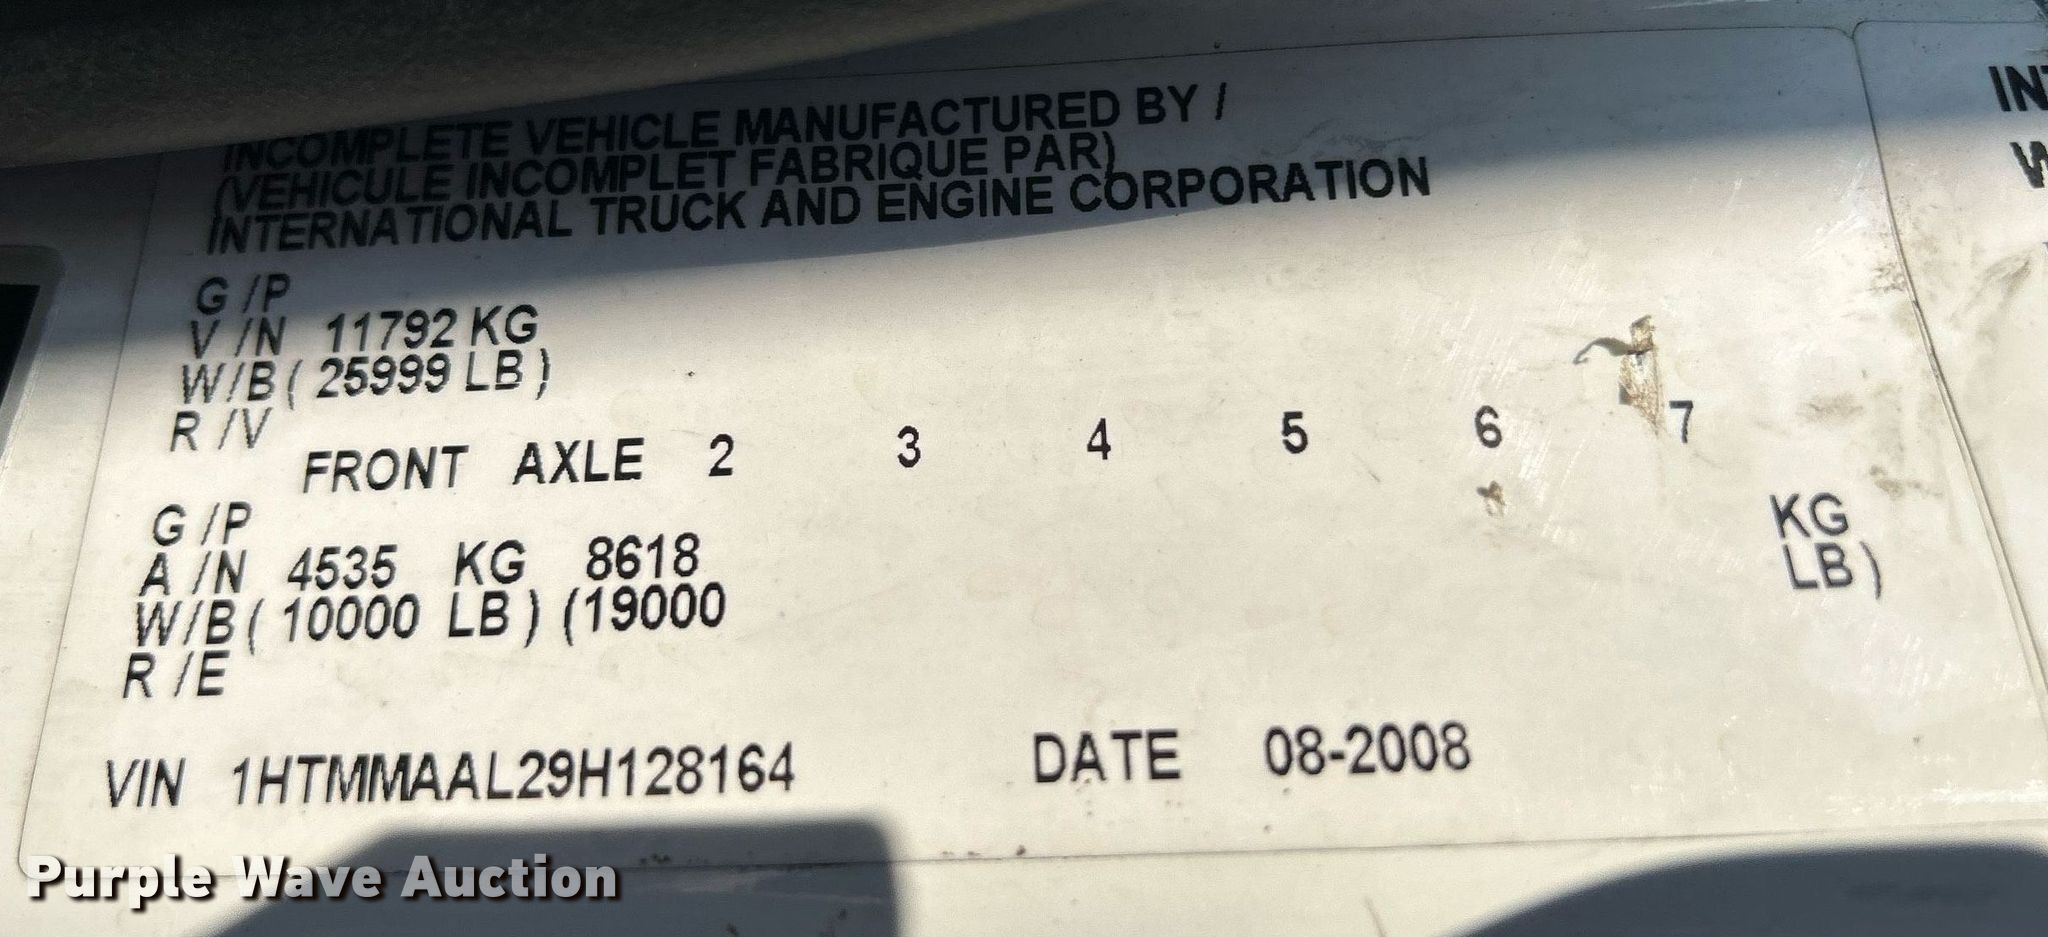 INCOMPLETE VEHICLE MANUFACTURED BY /
(VEHICULE INCOMPLET FABRIQUE PAR)
INTERNATIONAL TRUCK AND ENGINE CORPORATION
G /P
V /N 11792 KG
W/B ( 25999 LB )
R /V
FRONT AXLE 2 3 4 5 6 7
G /P
A /N 4535 KG 8618 KG
W/B ( 10000 LB ) (19000 LB )
R /E
VIN 1HTMMAAL29H128164 DATE 08-2008
Purple Wave Auction